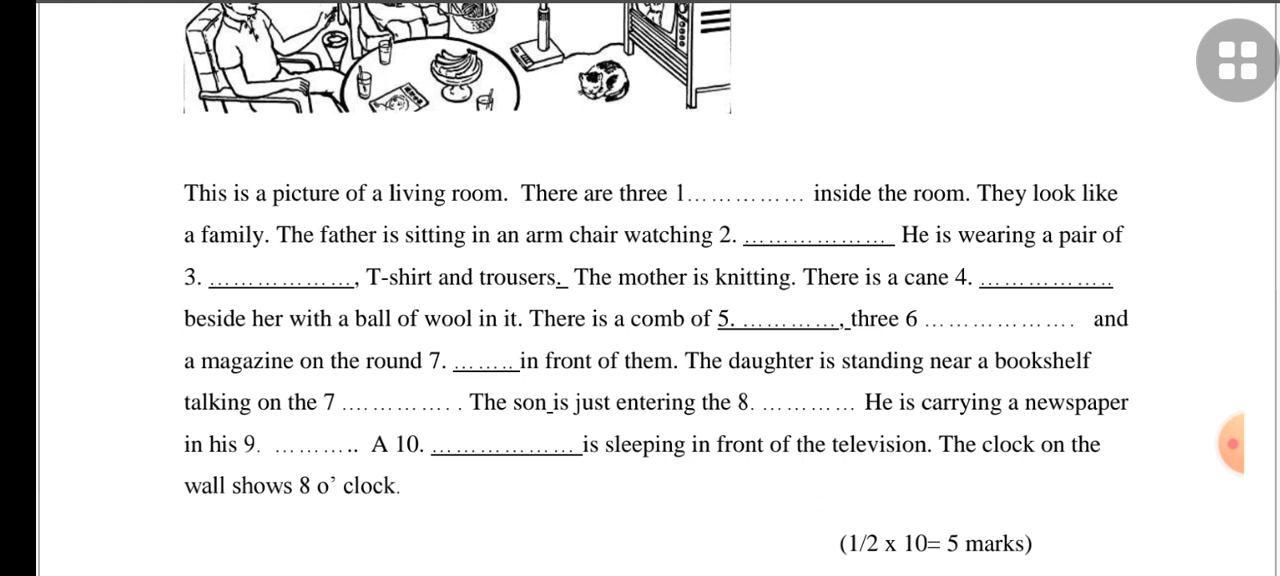 This is a picture of a living room. There are three 1…………… inside the room. They look like
a family. The father is sitting in an arm chair watching 2. ……………… He is wearing a pair of
3. ………………, T-shirt and trousers. The mother is knitting. There is a cane 4. ……………..
beside her with a ball of wool in it. There is a comb of 5. …………, three 6 ………………. and
a magazine on the round 7. …….. in front of them. The daughter is standing near a bookshelf
talking on the 7 ………….. . The son is just entering the 8. ………… He is carrying a newspaper
in his 9. ……….. A 10. ………………is sleeping in front of the television. The clock on the
wall shows 8 o’ clock.
(1/2 x 10= 5 marks)